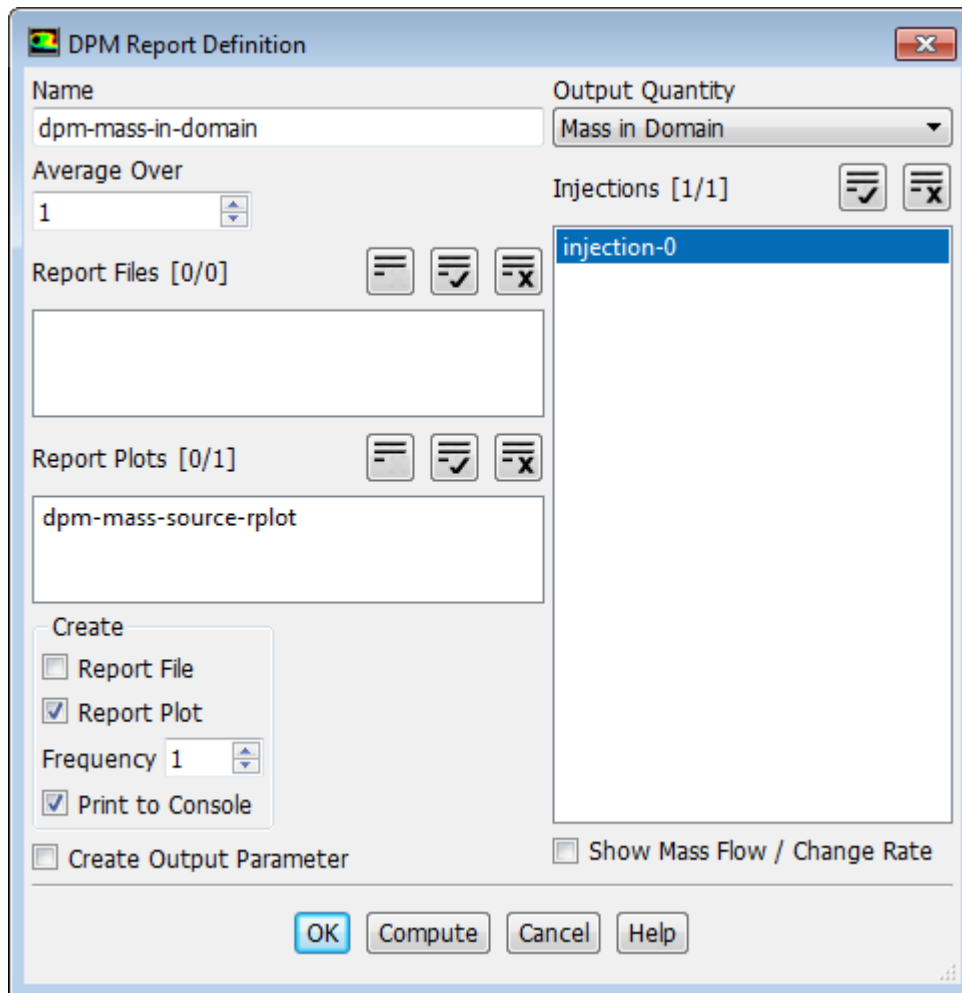 DPM Report Definition
Name
dpm-mass-in-domain
Average Over
1
Report Files [0/0]
Report Plots [0/1]
dpm-mass-source-rplot
Create
Report File
Report Plot
Frequency 1
Print to Console
Create Output Parameter
Output Quantity
Mass in Domain
Injections [1/1]
injection-0
Show Mass Flow / Change Rate
OK Compute Cancel Help